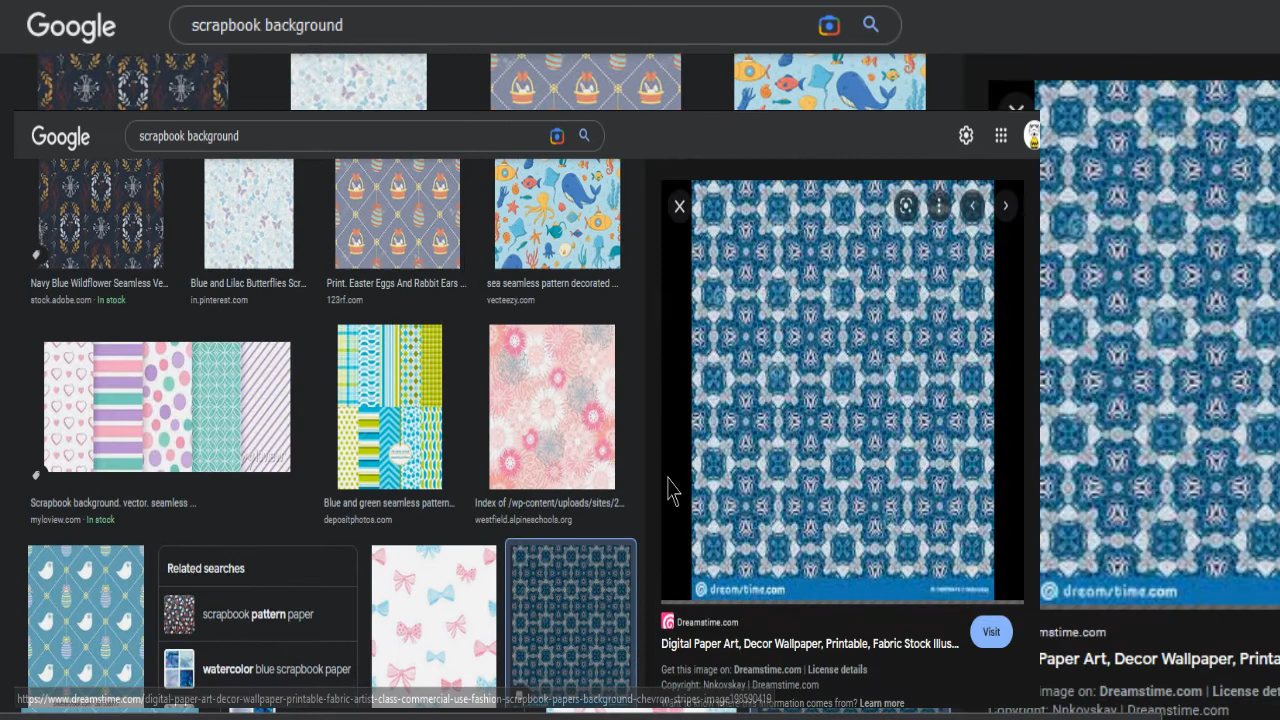 Google
scrapbook background
Google
scrapbook background
Navy Blue Wildflower Seamless Ve...
stock.adobe.com · In stock
Blue and Lilac Butterflies Scr...
in.pinterest.com
Print. Easter Eggs And Rabbit Ears ...
123rf.com
sea seamless pattern decorated ...
vecteezy.com
Scrapbook background. vector. seamless ...
myloview.com · In stock
Blue and green seamless pattern...
depositphotos.com
Index of /wp-content/uploads/sites/2...
westfield.alpineschools.org
Related searches
scrapbook pattern paper
watercolor blue scrapbook paper
dreamstime.com
Dreamstime.com
Digital Paper Art, Decor Wallpaper, Printable, Fabric Stock Illus...
Visit
Get this image on: Dreamstime.com | License details
Copyright: Nnkovskay | Dreamstime.com
information comes from? Learn more
https://www.dreamstime.com/digital-paper-art-decor-wallpaper-printable-fabric-artist-class-commercial-use-fashion-scrapbook-papers-background-chevron-stripes-image199590418
dreamstime.com
mstime.com
Paper Art, Decor Wallpaper, Printa
mage on: Dreamstime.com | License det
Copyright: Nnkovskay | Dreamstime.com